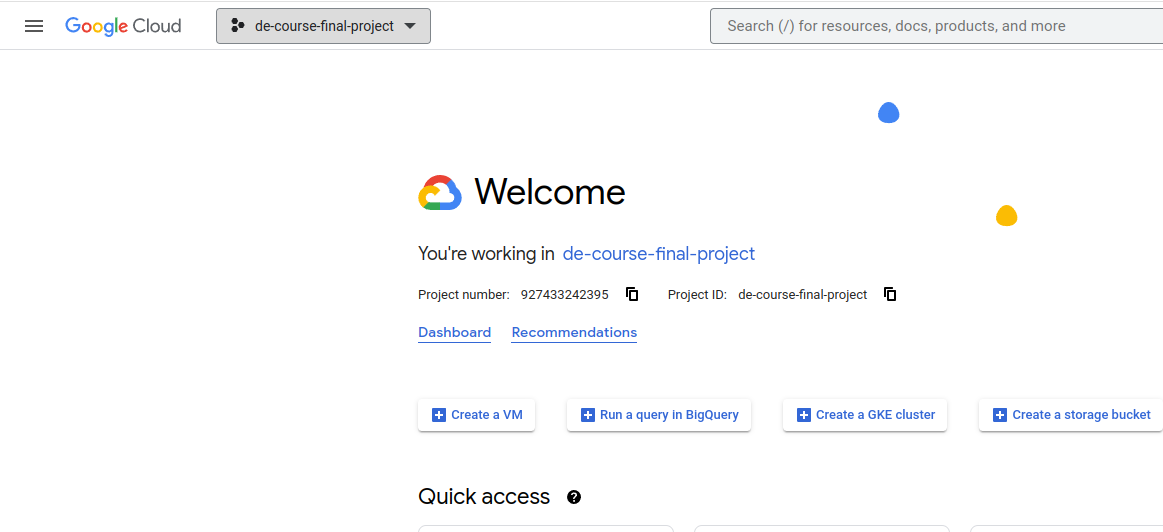 Google Cloud de-course-final-project Search (/) for resources, docs, products, and more
Welcome
You're working in de-course-final-project
Project number: 927433242395 Project ID: de-course-final-project
Dashboard Recommendations
Create a VM Run a query in BigQuery Create a GKE cluster Create a storage bucket
Quick access ?